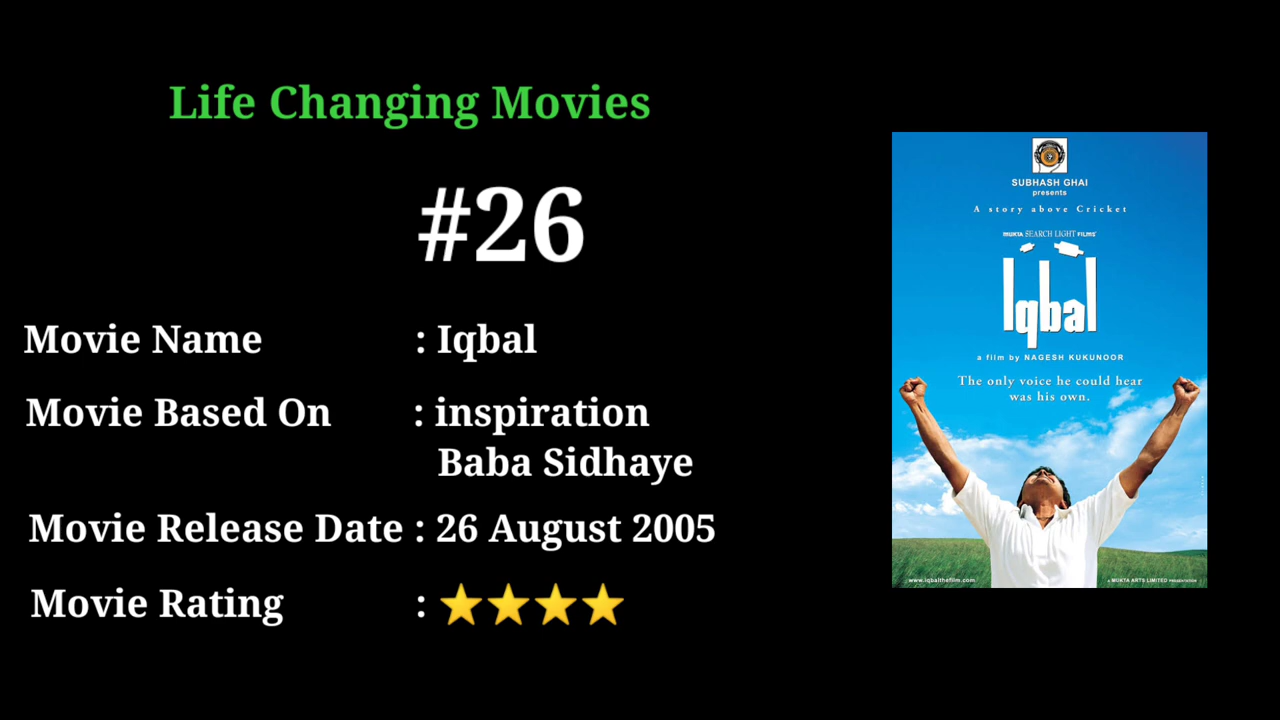 Life Changing Movies
#26
Movie Name : Iqbal
Movie Based On : inspiration
Baba Sidhaye
Movie Release Date : 26 August 2005
Movie Rating : ⭐⭐⭐⭐
SUBHASH GHAI
presents
A story above Cricket
MUKTA SEARCH LIGHT FILMS'
Iqbal
a film by NAGESH KUKUNOOR
The only voice he could hear
was his own.
www.iqbalthefilm.com
a MUKTA ARTS LIMITED PRESENTATION